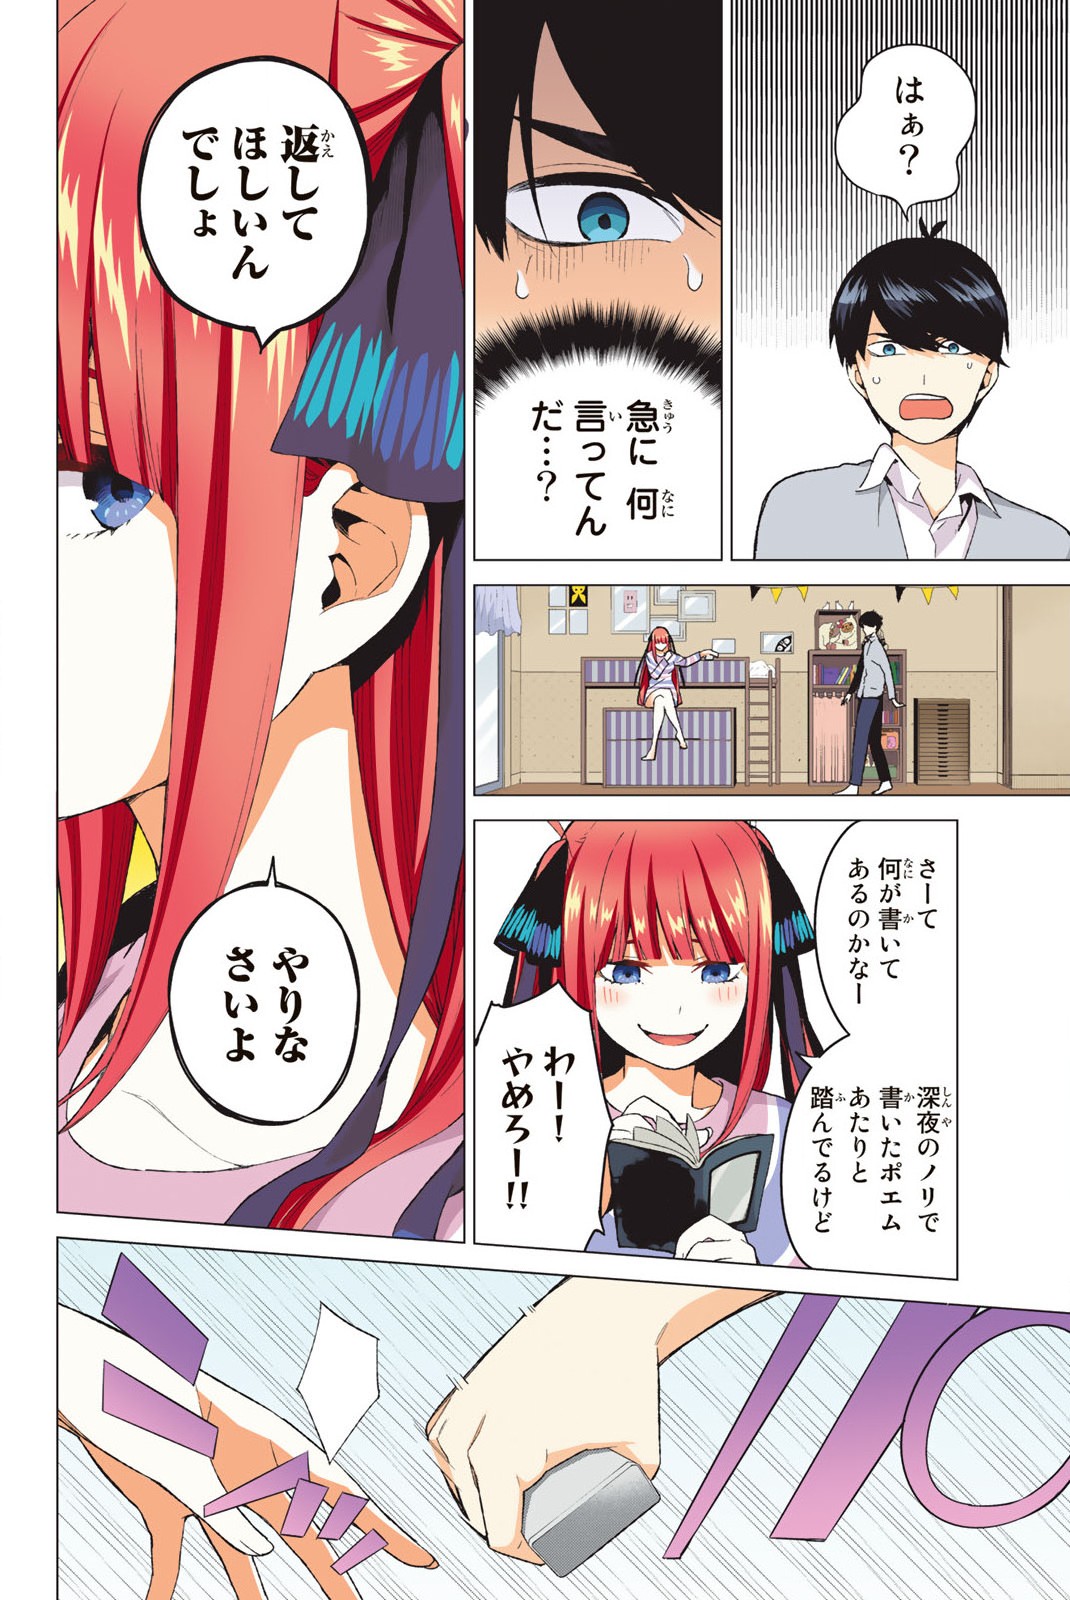 はぁ？
急に 何
言ってん
だ…？
返して
ほしいん
でしょ
やりな
さいよ
さーて
何が書いて
あるのかなー
深夜のノリで
書いたポエム
あたりと
踏んでるけど
わー！
やめろー!!